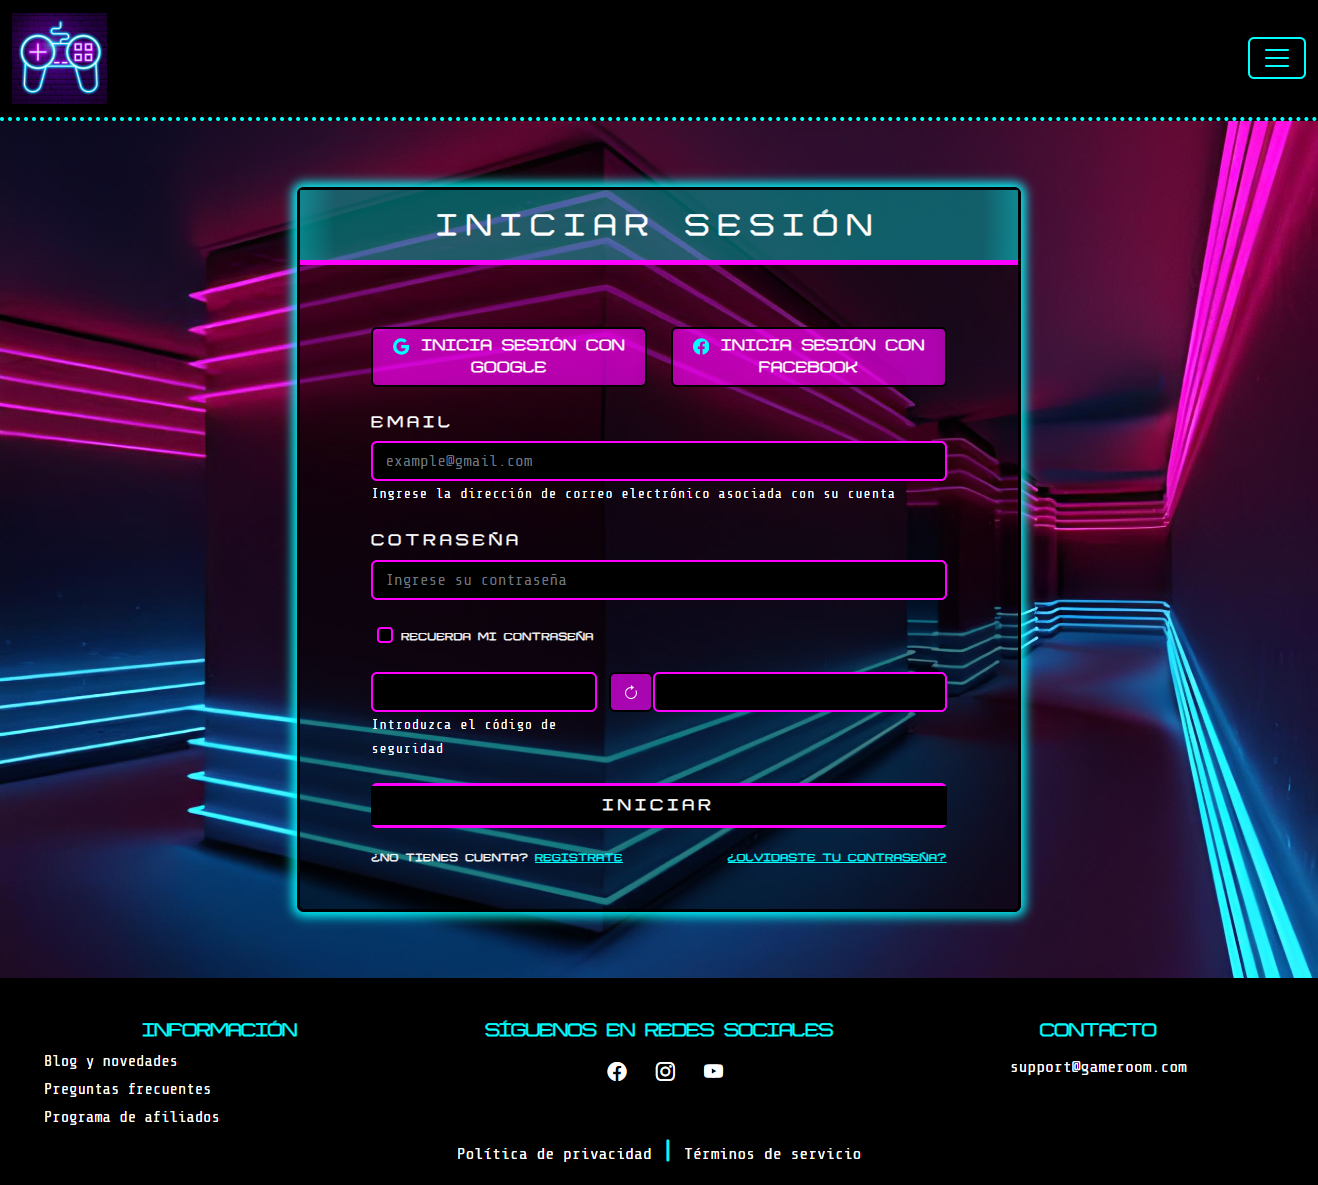 INICIAR SESIÓN
INICIA SESIÓN CON
GOOGLE
INICIA SESIÓN CON
FACEBOOK
EMAIL
example@gmail.com
Ingrese la dirección de correo electrónico asociada con su cuenta
COTRASEÑA
Ingrese su contraseña
RECUERDA MI CONTRASEÑA
Introduzca el código de
seguridad
INICIAR
¿NO TIENES CUENTA? REGISTRATE
¿OLVIDASTE TU CONTRASEÑA?
INFORMACIÓN
Blog y novedades
Preguntas frecuentes
Programa de afiliados
SÍGUENOS EN REDES SOCIALES
CONTACTO
support@gameroom.com
Política de privacidad | Términos de servicio